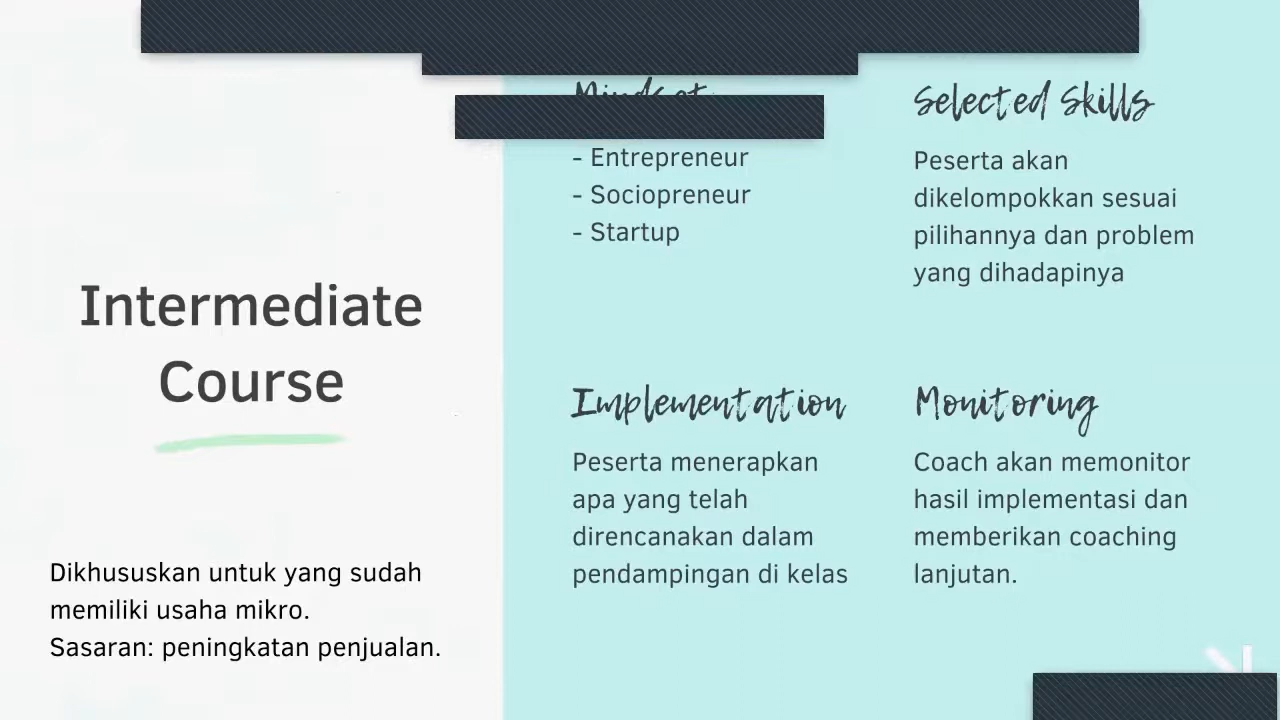 Intermediate
Course
Dikhususkan untuk yang sudah
memiliki usaha mikro.
Sasaran: peningkatan penjualan.
Mindset
- Entrepreneur
- Sociopreneur
- Startup
Selected Skills
Peserta akan
dikelompokkan sesuai
pilihannya dan problem
yang dihadapinya
Implementation
Peserta menerapkan
apa yang telah
direncanakan dalam
pendampingan di kelas
Monitoring
Coach akan memonitor
hasil implementasi dan
memberikan coaching
lanjutan.